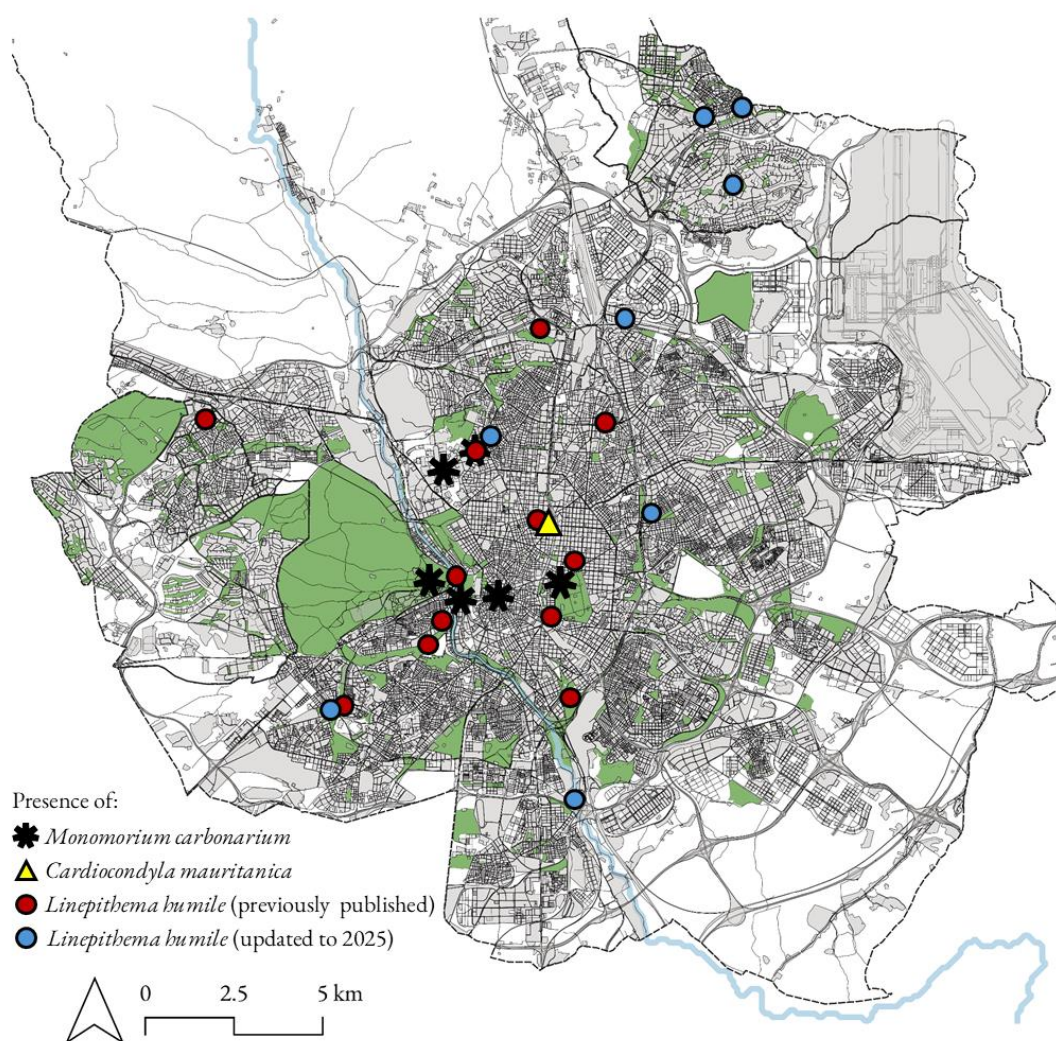 Presence of:
Monomorium carbonarium
Cardiocondyla mauritanica
Linepithema humile (previously published)
Linepithema humile (updated to 2025)
0 2.5 5 km